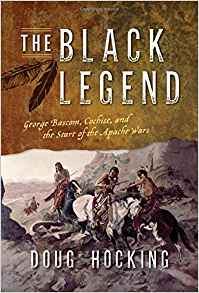 THE
BLACK
LEGEND
George Bascom, Cochise, and
the Start of the Apache Wars
DOUG HOCKING